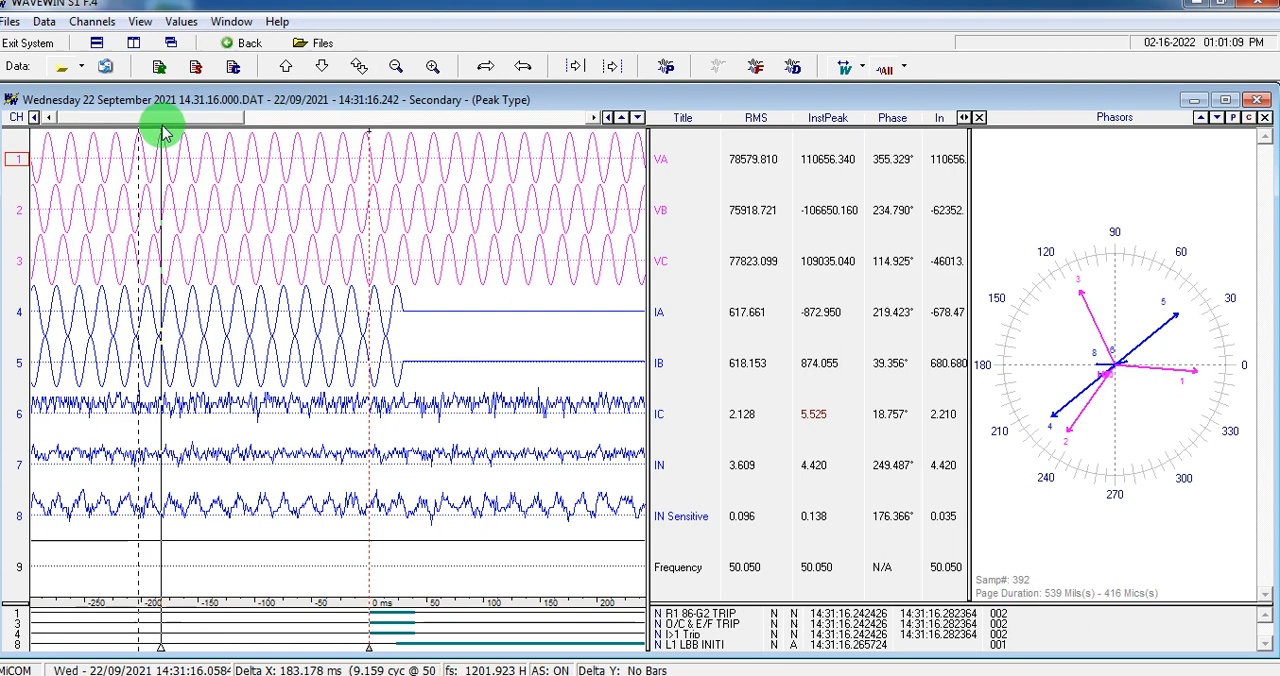 WAVEWIN S1 F.4
Files Data Channels View Values Window Help
Exit System Back Files 02-16-2022 01:01:09 PM
Data: R S C P F D W All
Wednesday 22 September 2021 14.31.16.000.DAT - 22/09/2021 - 14:31:16.242 - Secondary - (Peak Type)
CH Title RMS InstPeak Phase In Phasors P C
1 VA 78579.810 110656.340 355.329° 110656.
2 VB 75918.721 -106650.160 234.790° -62352.
3 VC 77823.099 109035.040 114.925° -46013.
4 IA 617.661 -872.950 219.423° -678.47
5 IB 618.153 874.055 39.356° 680.680
6 IC 2.128 5.525 18.757° 2.210
7 IN 3.609 4.420 249.487° 4.420
8 IN Sensitive 0.096 0.138 176.366° 0.035
9 Frequency 50.050 50.050 N/A 50.050
90
120 60
3
150 5 30
8
180 0
1
4
210 2 330
240 300
270
Samp#: 392
Page Duration: 539 Mils(s) - 416 Mics(s)
-250 -200 -150 -100 -50 0 ms 50 100 150 200
1 N R1 86-G2 TRIP N N 14:31:16.242426 14:31:16.282364 002
3 N O/C & E/F TRIP N N 14:31:16.242426 14:31:16.282364 002
4 N I>1 Trip N N 14:31:16.242426 14:31:16.282364 002
8 N L1 LBB INITI N A 14:31:16.265724 001
MiCOM Wed - 22/09/2021 14:31:16.0584 Delta X: 183.178 ms (9.159 cyc @ 50 fs: 1201.923 H AS: ON Delta Y: No Bars